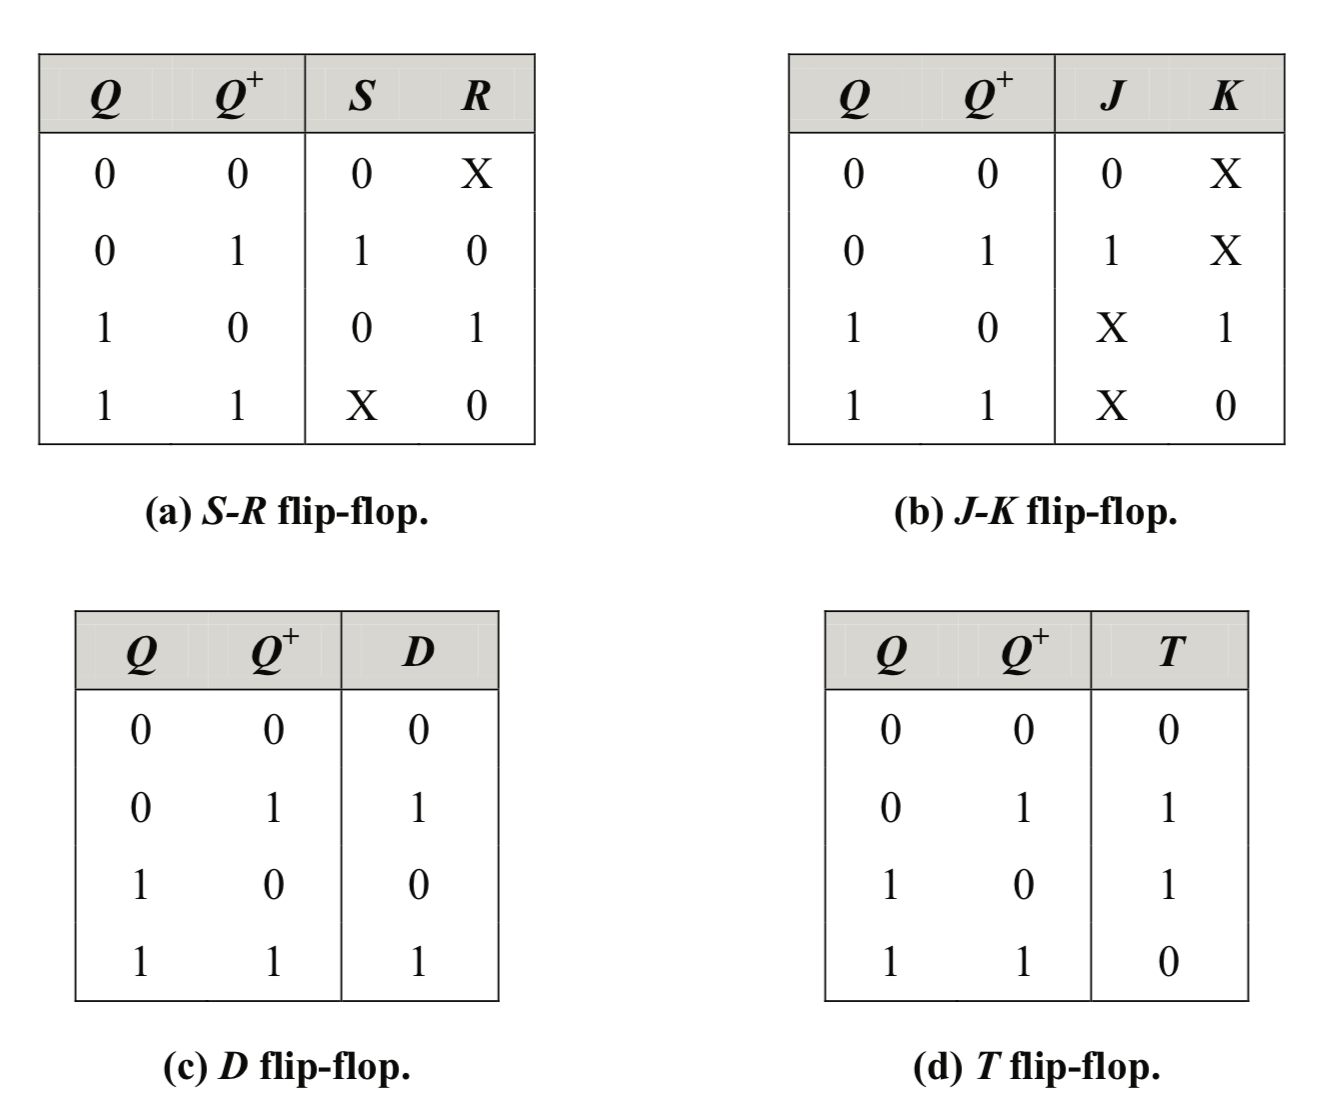 Q Q+ S R
0 0 0 X
0 1 1 0
1 0 0 1
1 1 X 0
(a) S-R flip-flop.
Q Q+ J K
0 0 0 X
0 1 1 X
1 0 X 1
1 1 X 0
(b) J-K flip-flop.
Q Q+ D
0 0 0
0 1 1
1 0 0
1 1 1
(c) D flip-flop.
Q Q+ T
0 0 0
0 1 1
1 0 1
1 1 0
(d) T flip-flop.